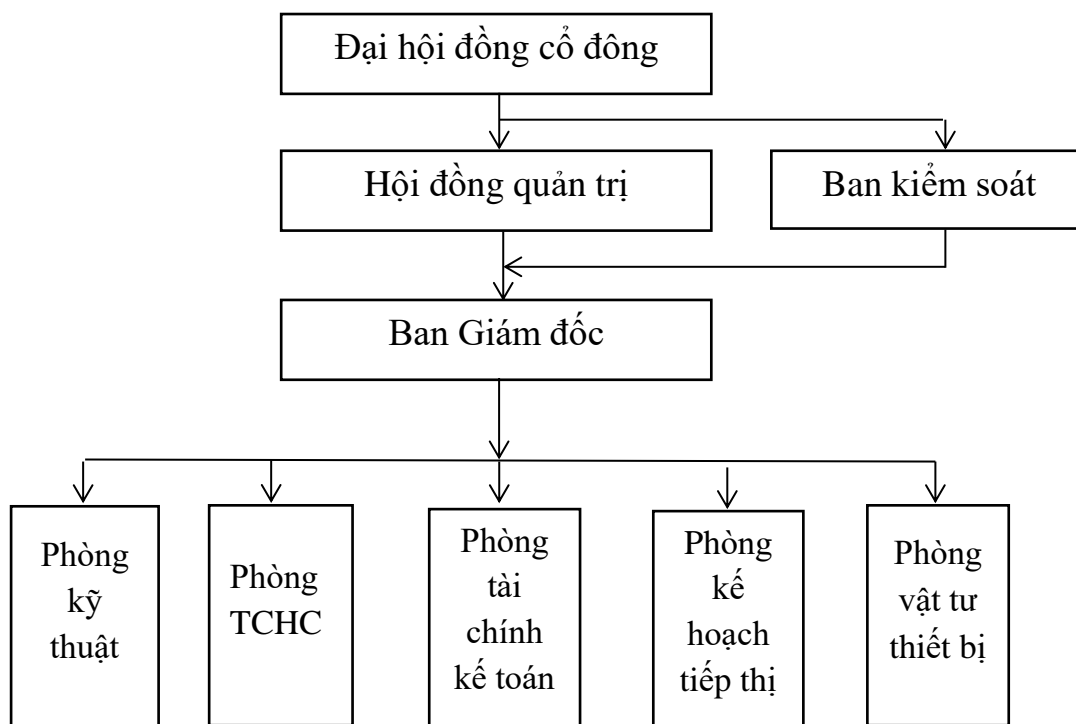 Đại hội đồng cổ đông
Hội đồng quản trị
Ban kiểm soát
Ban Giám đốc
Phòng
kỹ
thuật
Phòng
TCHC
Phòng
tài
chính
kế toán
Phòng
kế
hoạch
tiếp thị
Phòng
vật tư
thiết bị